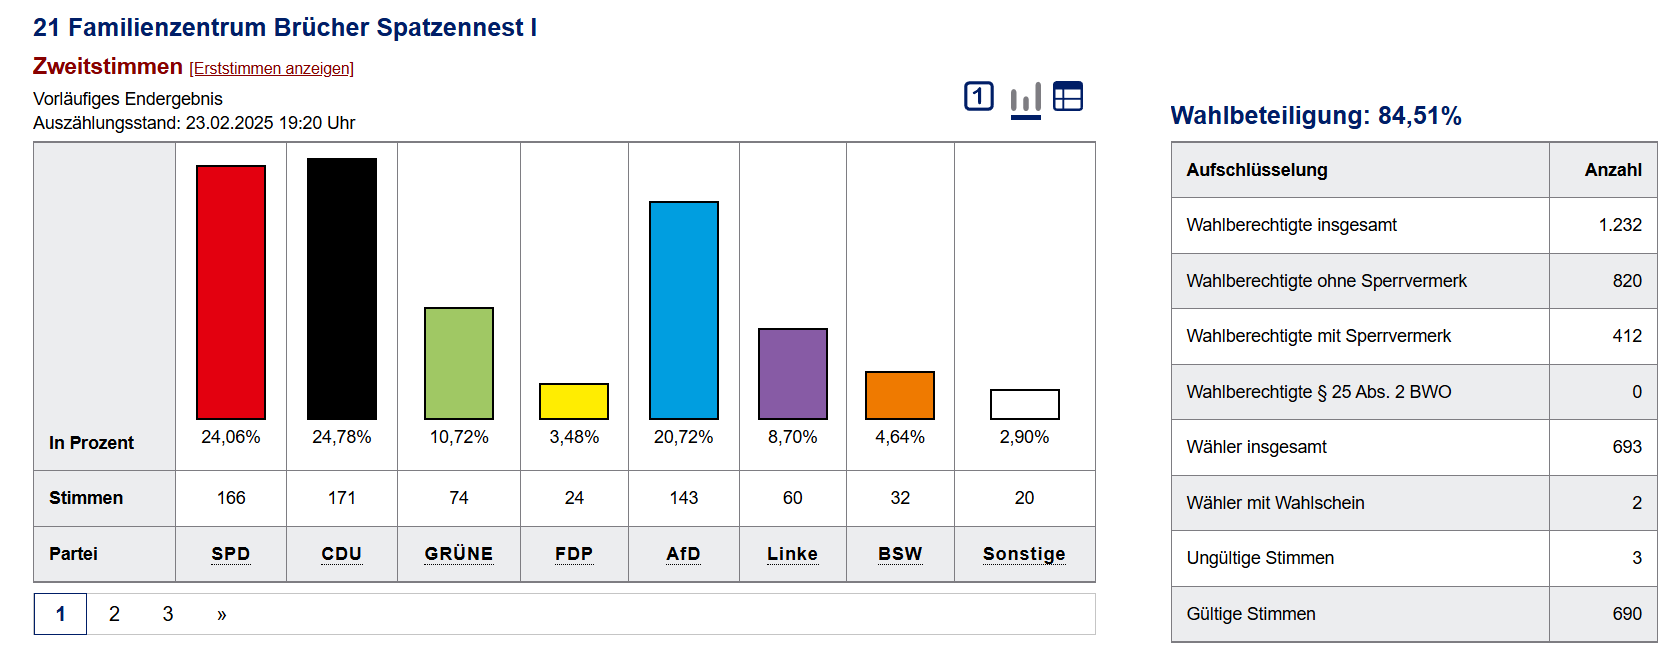 21 Familienzentrum Brücher Spatzennest I
Zweitstimmen [Erststimmen anzeigen]
Vorläufiges Endergebnis
Auszählungsstand: 23.02.2025 19:20 Uhr
1
In Prozent 24,06% 24,78% 10,72% 3,48% 20,72% 8,70% 4,64% 2,90%
Stimmen 166 171 74 24 143 60 32 20
Partei SPD CDU GRÜNE FDP AfD Linke BSW Sonstige
1 2 3 »
Wahlbeteiligung: 84,51%
Aufschlüsselung Anzahl
Wahlberechtigte insgesamt 1.232
Wahlberechtigte ohne Sperrvermerk 820
Wahlberechtigte mit Sperrvermerk 412
Wahlberechtigte § 25 Abs. 2 BWO 0
Wähler insgesamt 693
Wähler mit Wahlschein 2
Ungültige Stimmen 3
Gültige Stimmen 690